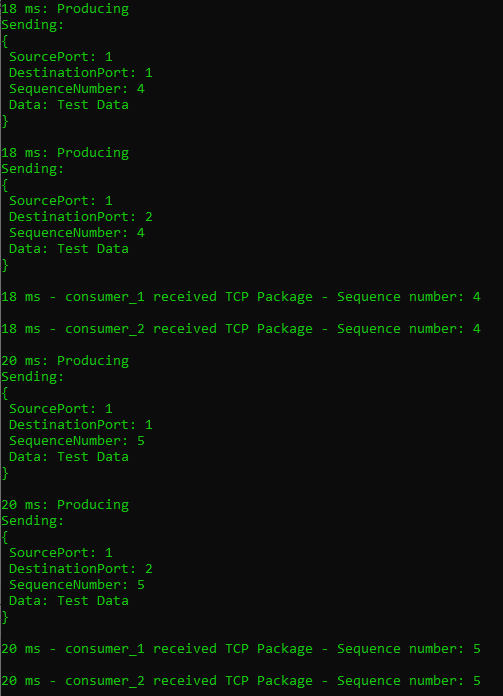 18 ms: Producing
Sending:
{
 SourcePort: 1
 DestinationPort: 1
 SequenceNumber: 4
 Data: Test Data
}
18 ms: Producing
Sending:
{
 SourcePort: 1
 DestinationPort: 2
 SequenceNumber: 4
 Data: Test Data
}
18 ms - consumer_1 received TCP Package - Sequence number: 4
18 ms - consumer_2 received TCP Package - Sequence number: 4
20 ms: Producing
Sending:
{
 SourcePort: 1
 DestinationPort: 1
 SequenceNumber: 5
 Data: Test Data
}
20 ms: Producing
Sending:
{
 SourcePort: 1
 DestinationPort: 2
 SequenceNumber: 5
 Data: Test Data
}
20 ms - consumer_1 received TCP Package - Sequence number: 5
20 ms - consumer_2 received TCP Package - Sequence number: 5